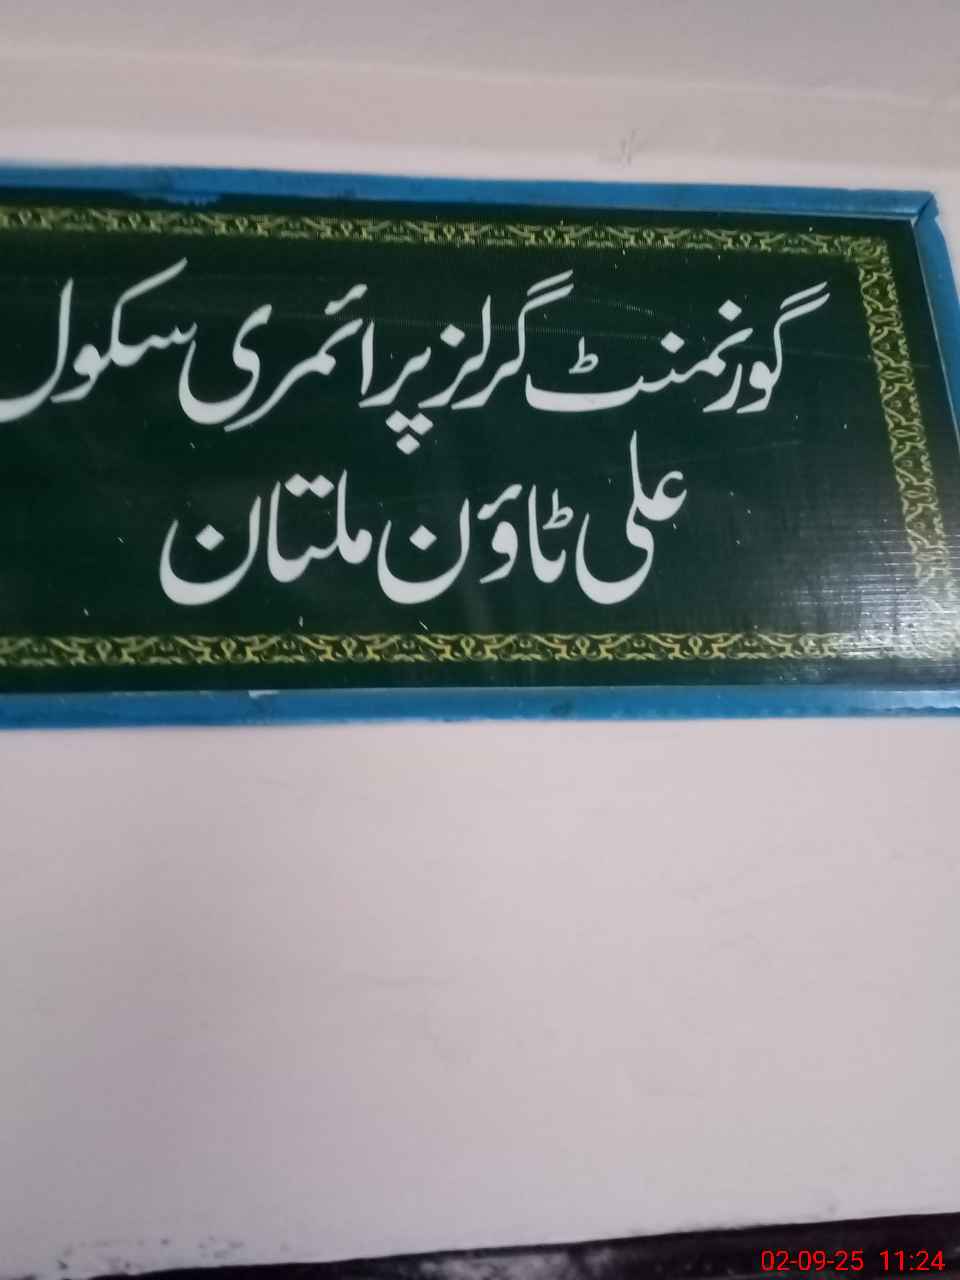 گورنمنٹ گرلز پرائمری سکول
علی ٹاؤن ملتان
02-09-25 11:24